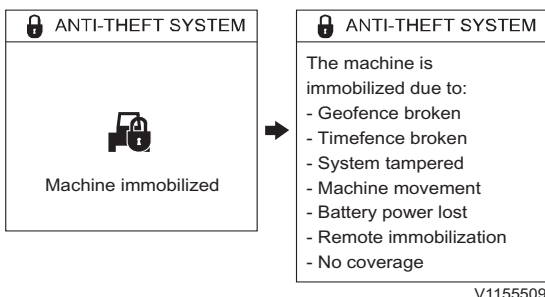 ANTI-THEFT SYSTEM
Machine immobilized
ANTI-THEFT SYSTEM
The machine is
immobilized due to:
- Geofence broken
- Timefence broken
- System tampered
- Machine movement
- Battery power lost
- Remote immobilization
- No coverage
V1155509